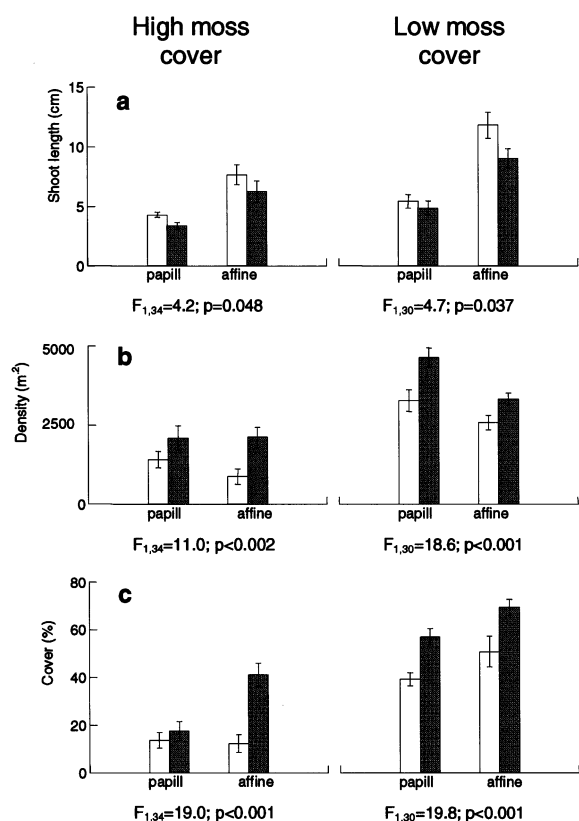 High moss
cover
Low moss
cover
a
Shoot length (cm)
15
10
5
0
papill affine
papill affine
F1,34=4.2; p=0.048
F1,30=4.7; p=0.037
b
Density (m-2)
5000
2500
0
papill affine
papill affine
F1,34=11.0; p<0.002
F1,30=18.6; p<0.001
c
Cover (%)
80
60
40
20
0
papill affine
papill affine
F1,34=19.0; p<0.001
F1,30=19.8; p<0.001